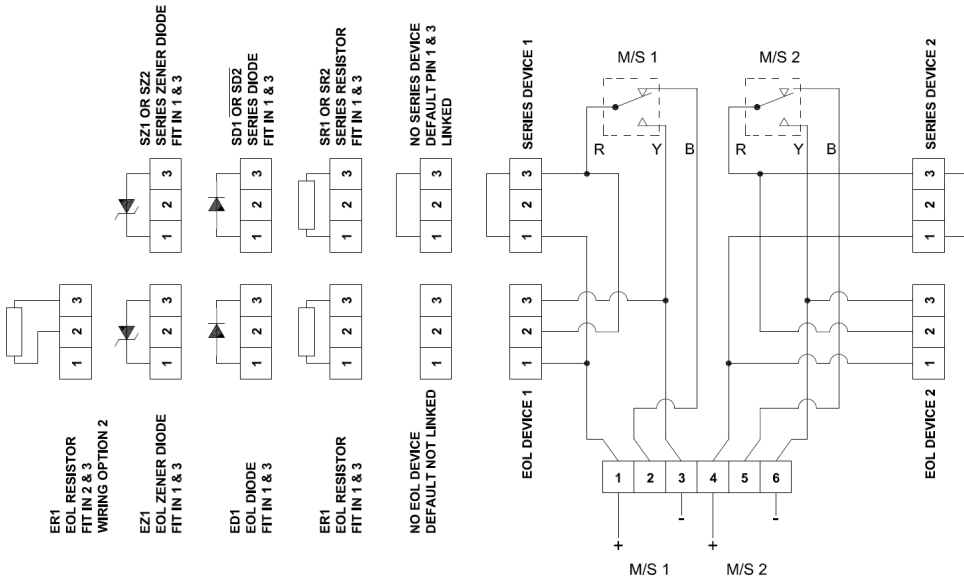 SZ1 OR SZ2
SERIES ZENER DIODE
FIT IN 1 & 3
3
2
1
SD1 OR SD2
SERIES DIODE
FIT IN 1 & 3
3
2
1
SR1 OR SR2
SERIES RESISTOR
FIT IN 1 & 3
3
2
1
NO SERIES DEVICE
DEFAULT PIN 1 & 3
LINKED
3
2
1
ER1
EOL RESISTOR
FIT IN 2 & 3
WIRING OPTION 2
3
2
1
EZ1
EOL ZENER DIODE
FIT IN 1 & 3
3
2
1
ED1
EOL DIODE
FIT IN 1 & 3
3
2
1
ER1
EOL RESISTOR
FIT IN 1 & 3
3
2
1
NO EOL DEVICE
DEFAULT NOT LINKED
3
2
1
SERIES DEVICE 1
3
2
1
EOL DEVICE 1
3
2
1
M/S 1
R Y B
M/S 2
R Y B
SERIES DEVICE 2
3
2
1
EOL DEVICE 2
3
2
1
1 2 3 4 5 6
+ - + -
M/S 1 M/S 2